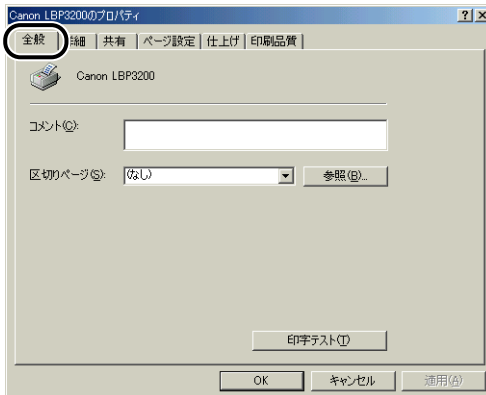 Canon LBP3200のプロパティ
全般 詳細 共有 ページ設定 仕上げ 印刷品質
Canon LBP3200
コメント(C):
区切りページ(S): (なし) 参照(B)...
印字テスト(T)
OK キャンセル 適用(A)